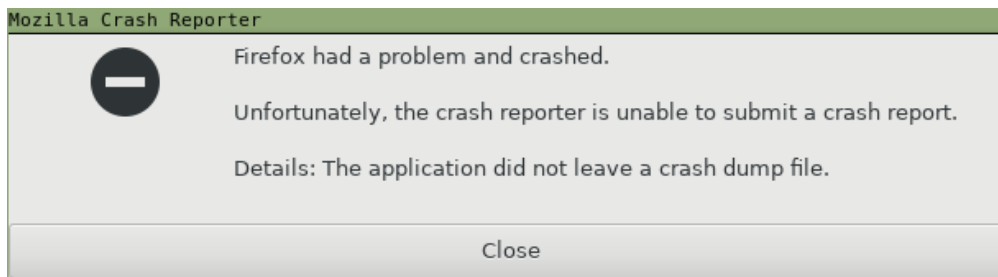 Mozilla Crash Reporter
Firefox had a problem and crashed.
Unfortunately, the crash reporter is unable to submit a crash report.
Details: The application did not leave a crash dump file.
Close